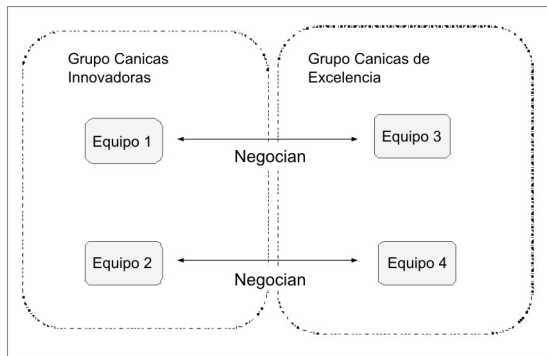 Grupo Canicas
Innovadoras
Grupo Canicas de
Excelencia
Equipo 1
Equipo 3
Negocian
Equipo 2
Equipo 4
Negocian